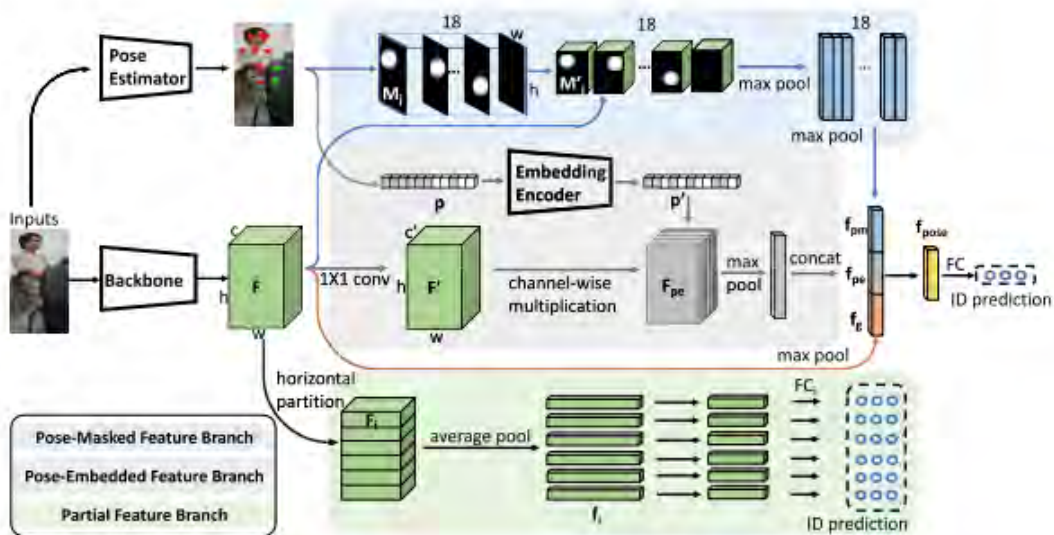 18
18
18
w
Pose
Estimator
M_i
h
M'_i
max pool
max pool
Embedding
Encoder
p
p'
Inputs
c
c'
f_pm
f_pose
Backbone
F
1X1 conv
h
F'
channel-wise
multiplication
F_pe
max
pool
concat
f_pe
FC
h
ID prediction
w
w
f_g
max pool
horizontal
partition
F_i
FC_i
average pool
Pose-Masked Feature Branch
Pose-Embedded Feature Branch
Partial Feature Branch
f_i
ID prediction